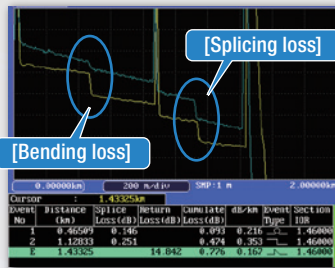 [Splicing loss]
[Bending loss]
0.00000km 200 m/div SMP:1 m 2.00000km
Cursor : 1.43325km
Event No Distance (km) Splice Loss(dB) Return Loss(dB) Cumulate Loss(dB) dB/km Event Type Section IOR
1 0.46509 0.146 0.093 0.216 1.46000
2 1.12833 0.251 0.474 0.353 1.46000
E 1.43325 14.842 0.776 0.167 1.46000